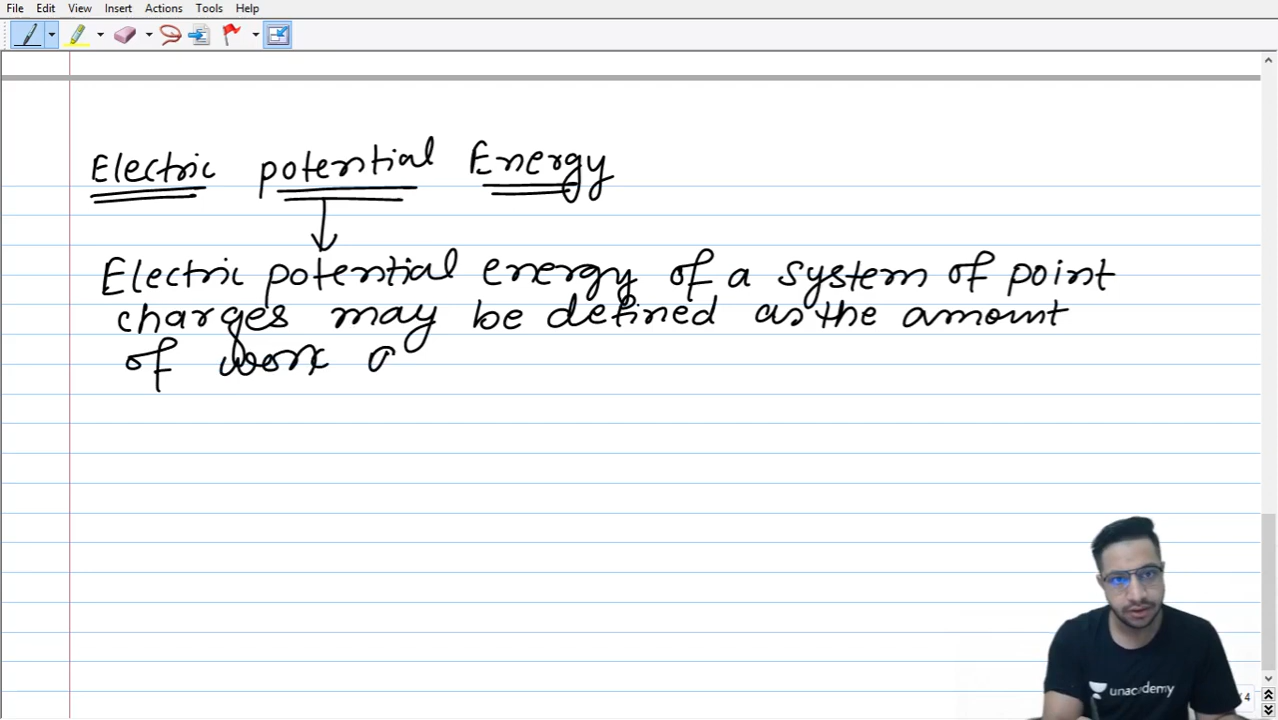 File Edit View Insert Actions Tools Help
Electric potential Energy
Electric potential energy of a system of point
charges may be defined as the amount
of work
unacademy